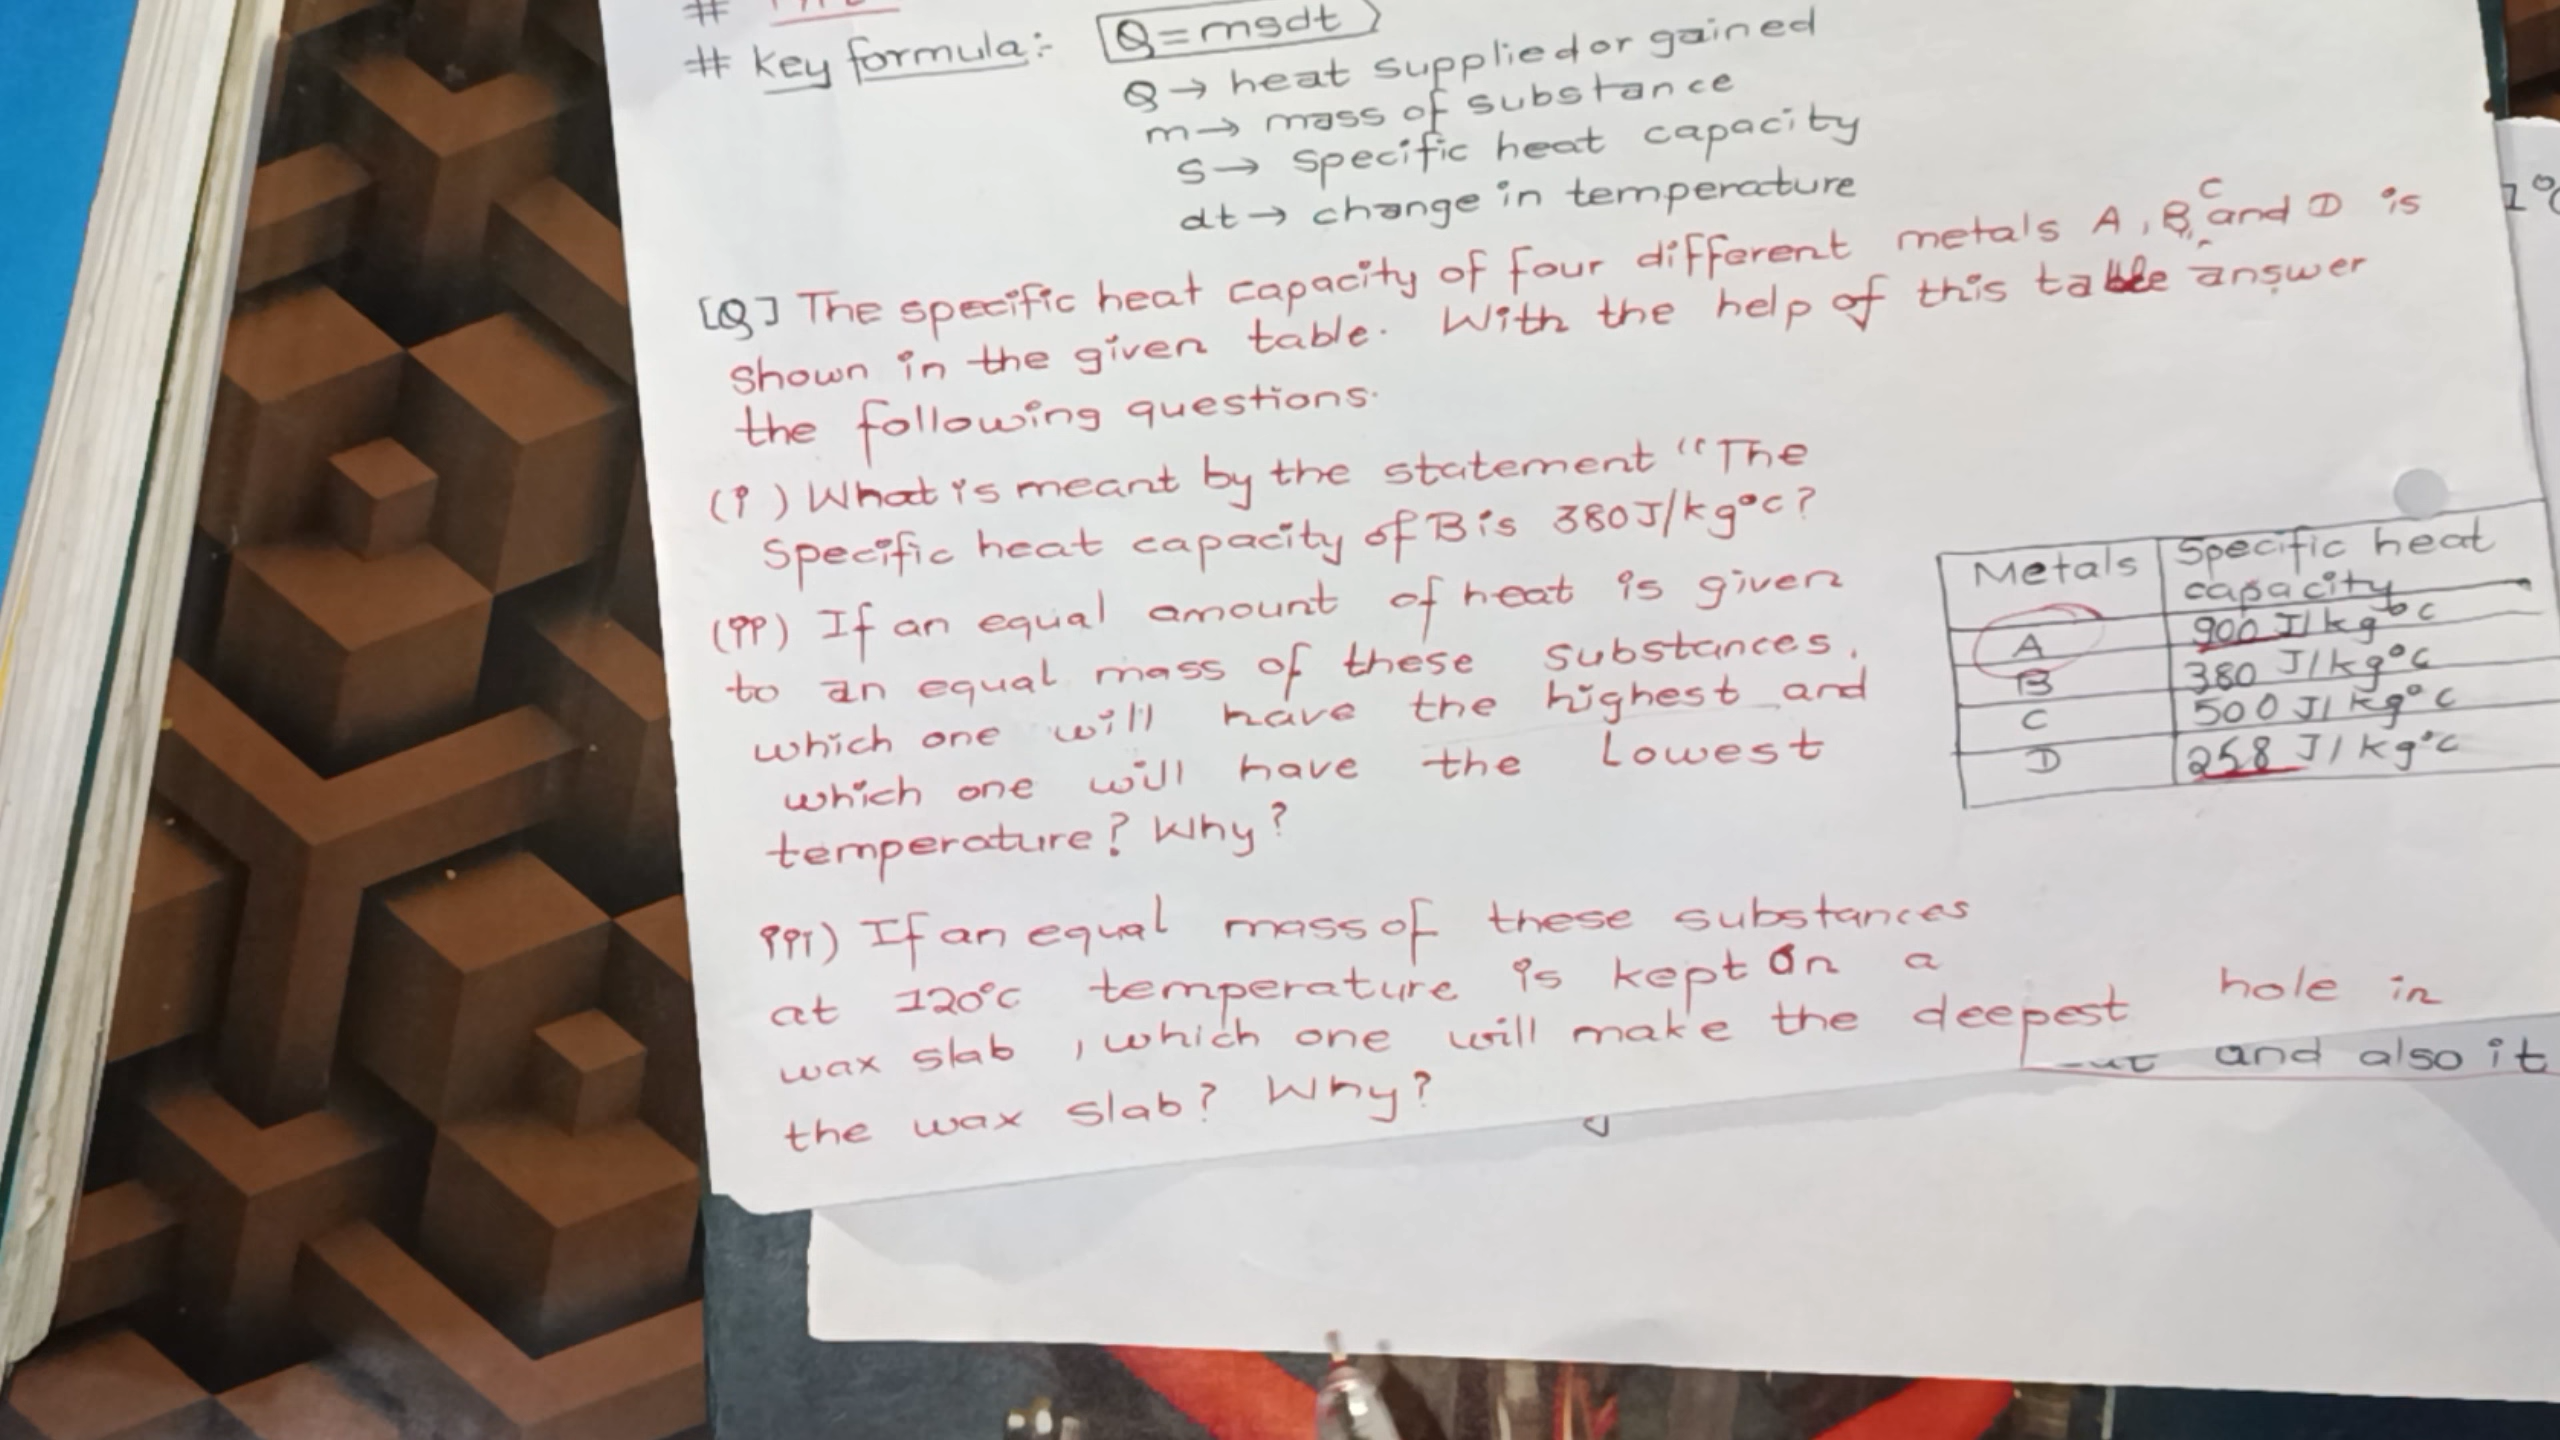 #
# Key formula:- Q=msdt
Q→ heat supplied or gained
m→ mass of substance
s→ specific heat capacity
dt→ change in temperature
1°
[Q] The specific heat capacity of four different metals A, B, C and D is
shown in the given table. With the help of this table answer
the following questions.
(i) What is meant by the statement "The
Specific heat capacity of B is 380J/kg°C?
(ii) If an equal amount of heat is given
to an equal mass of these substances,
which one will have the highest and
which one will have the Lowest
temperature? Why?
Metals Specific heat capacity
A 900 J/kg°C
B 380 J/kg°C
C 500 J/kg°C
D 258 J/kg°C
iii) If an equal mass of these substances
at 120°C temperature is kept on a
wax slab, which one will make the deepest hole in
the wax slab? Why?
and also it